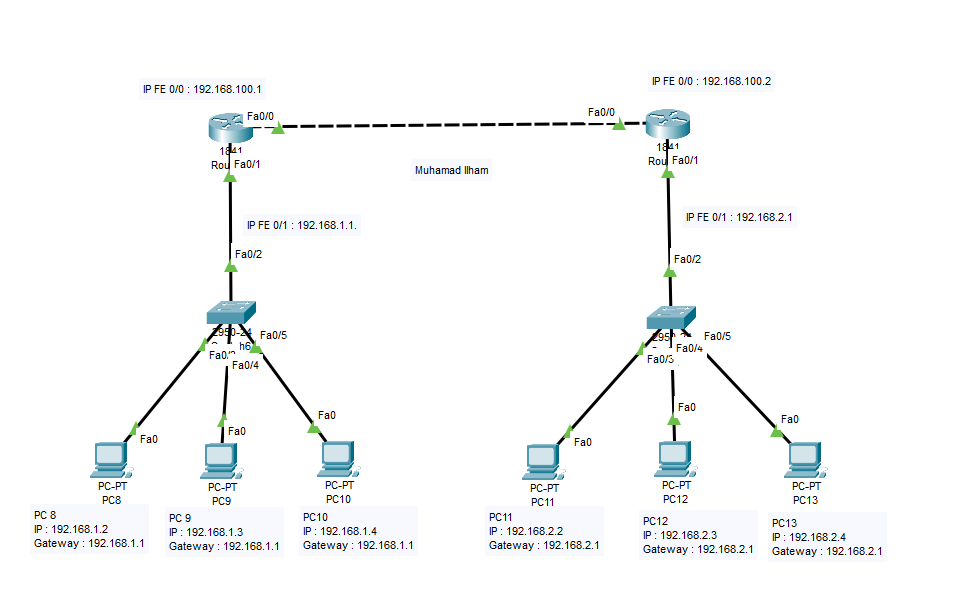 IP FE 0/0 : 192.168.100.1
IP FE 0/0 : 192.168.100.2
Fa0/0
Fa0/0
1841
Rou
Fa0/1
1841
Rou
Fa0/1
Muhamad Ilham
IP FE 0/1 : 192.168.1.1.
IP FE 0/1 : 192.168.2.1
Fa0/2
Fa0/2
2950-24
Fa0/5
Fa0/4
Fa0/5
Fa0/4
Fa0/3
Fa0
Fa0
Fa0
Fa0
Fa0
Fa0
PC-PT
PC8
PC-PT
PC9
PC-PT
PC10
PC-PT
PC11
PC-PT
PC12
PC-PT
PC13
PC 8
IP : 192.168.1.2
Gateway : 192.168.1.1
PC 9
IP : 192.168.1.3
Gateway : 192.168.1.1
PC10
IP : 192.168.1.4
Gateway : 192.168.1.1
PC11
IP : 192.168.2.2
Gateway : 192.168.2.1
PC12
IP : 192.168.2.3
Gateway : 192.168.2.1
PC13
IP : 192.168.2.4
Gateway : 192.168.2.1